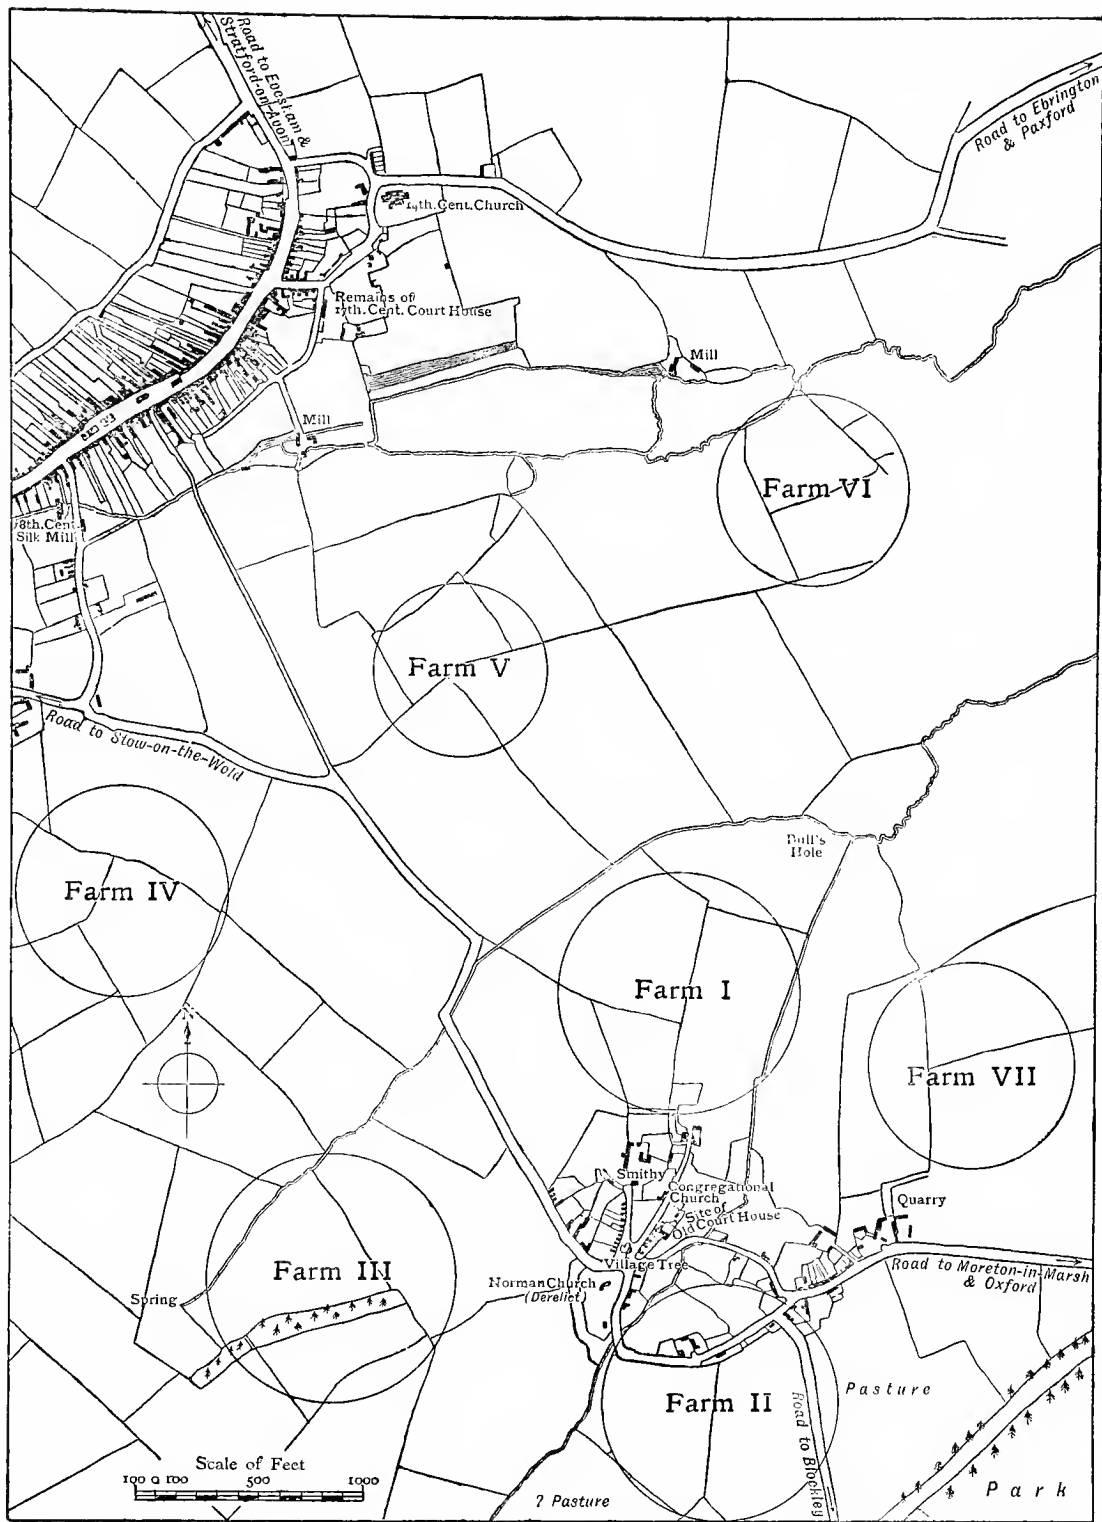 Road to Evesham &
Stratford-on-Avon
Road to Ebrington
& Paxford
14th. Cent. Church
Remains of
17th. Cent. Court House
Mill
Mill
Farm VI
18th. Cent.
Silk Mill
Farm V
Road to Stow-on-the-Wold
Bull's
Hole
Farm IV
Farm I
N
Farm VII
Smithy
Congregational
Church
Site of
Old Court House
Quarry
Village Tree
Road to Moreton-in-Marsh
& Oxford
Farm III
Norman Church
(Derelict)
Spring
Farm II
Pasture
Road to Blockley
Scale of Feet
100 0 100 500 1000
? Pasture
Park